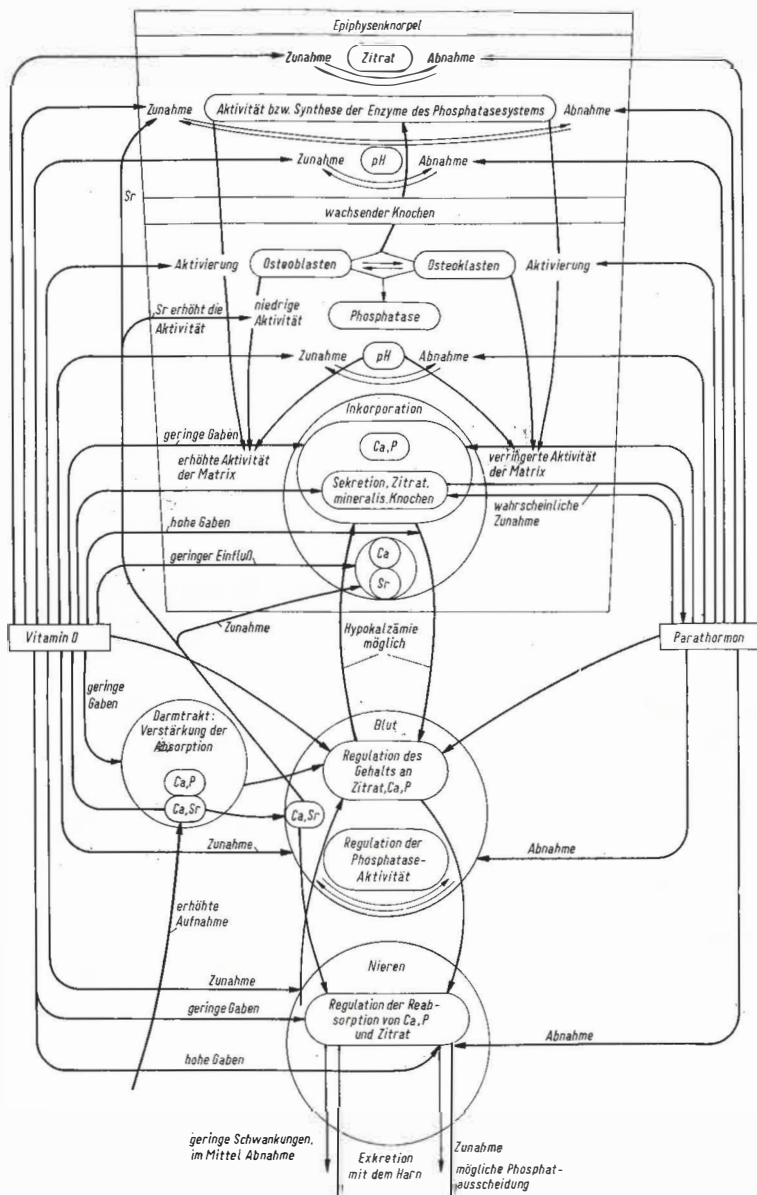 Epiphysenknorpel
Zunahme Zitrat Abnahme
Zunahme Aktivität bzw. Synthese der Enzyme des Phosphatasesystems Abnahme
Zunahme pH Abnahme
Sr
wachsender Knochen
Aktivierung Osteoblasten Osteoklasten Aktivierung
Sr erhöht die
Aktivität
niedrige
Aktivität
Phosphatase
Zunahme pH Abnahme
Inkorporation
geringe Gaben
erhöhte Aktivität
der Matrix
Ca,P
verringerte Aktivität
der Matrix
Sekretion, Zitrat,
mineralis. Knochen
wahrscheinliche
Zunahme
hohe Gaben
geringer Einfluß
Ca
Sr
Zunahme
Vitamin D
Hypokalzämie
möglich
Parathormon
geringe
Gaben
Darmtrakt:
Verstärkung der
Absorption
Ca,P
Ca,Sr
Blut
Regulation des
Gehalts an
Zitrat, Ca, P
Ca,Sr
Zunahme
Regulation der
Phosphatase-
Aktivität
Abnahme
erhöhte
Aufnahme
Nieren
Zunahme
geringe Gaben
Regulation der Reab-
sorption von Ca, P
und Zitrat
Abnahme
hohe Gaben
geringe Schwankungen,
im Mittel Abnahme
Exkretion
mit dem Harn
Zunahme
mögliche Phosphat-
ausscheidung